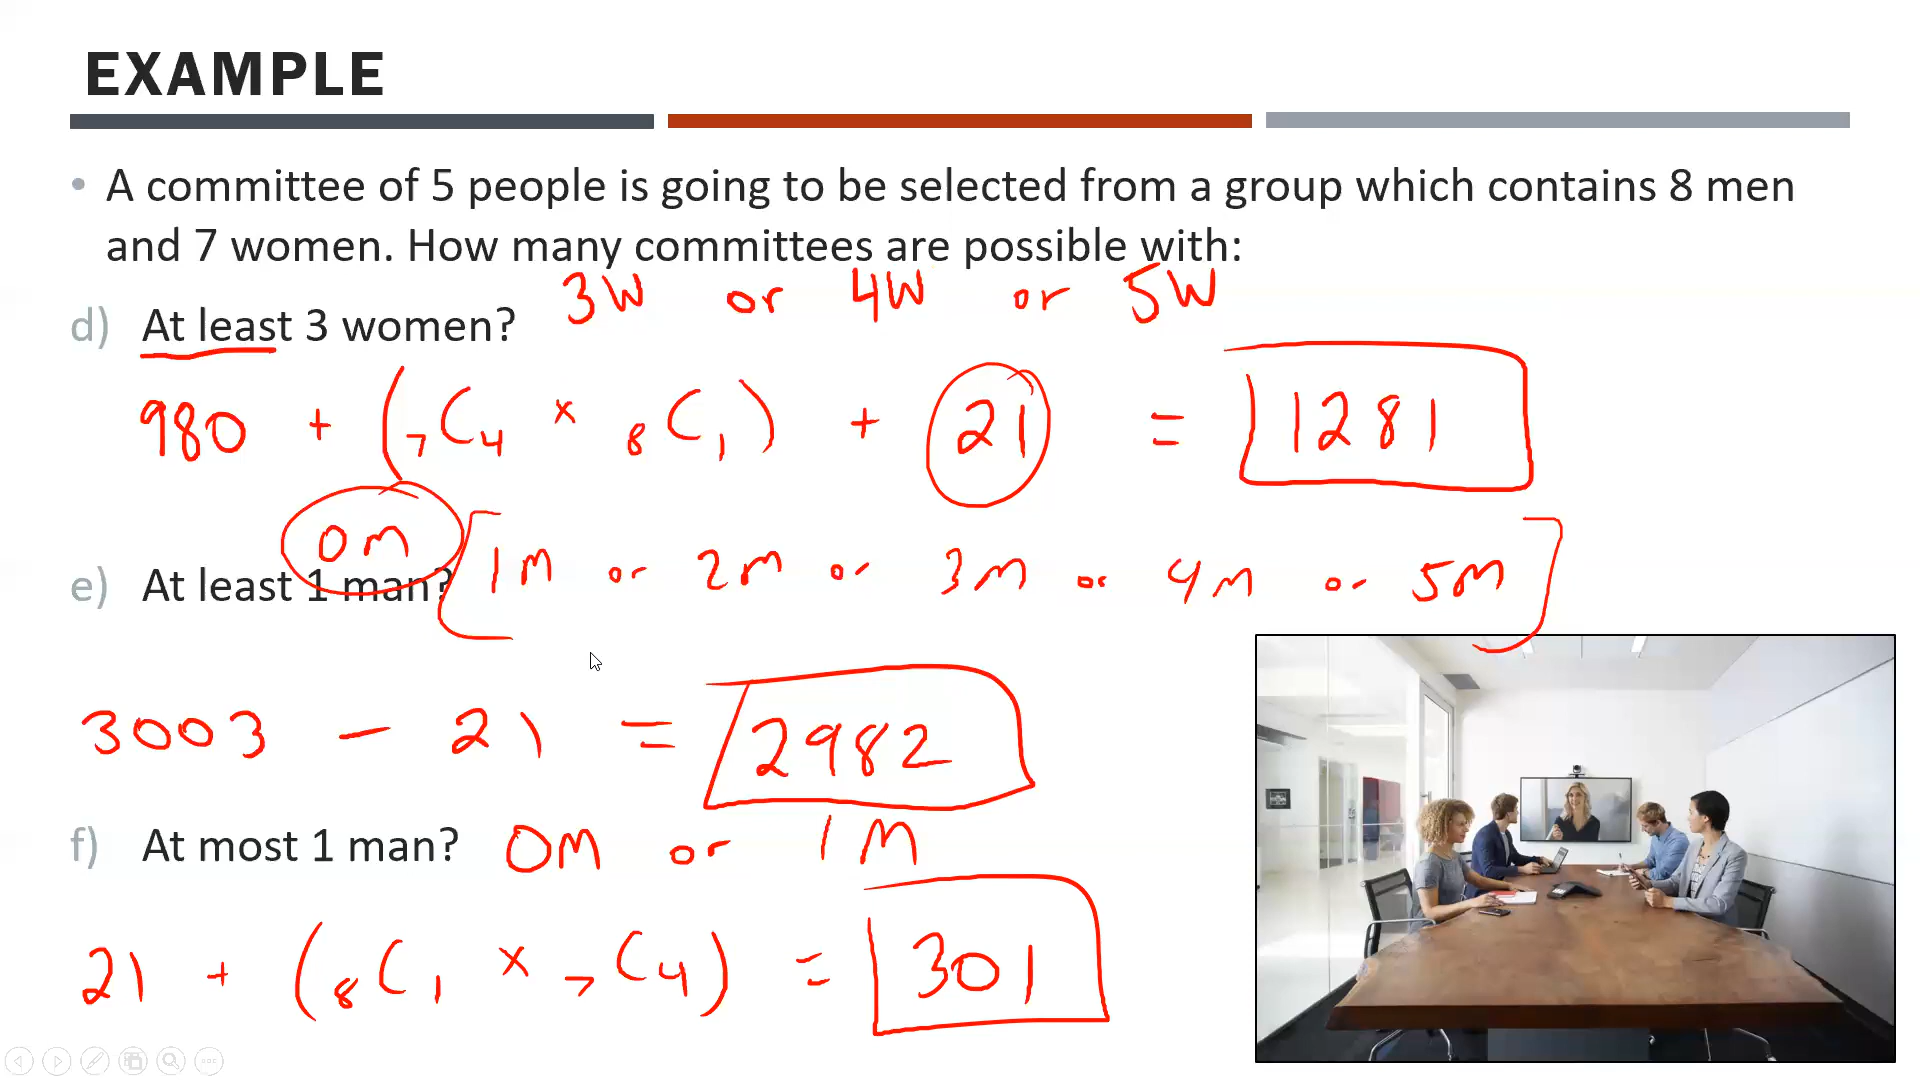 EXAMPLE
• A committee of 5 people is going to be selected from a group which contains 8 men
and 7 women. How many committees are possible with:
3W or 4W or 5W
d) At least 3 women?
980 + (₇C₄ × ₈C₁) + 21 = 1281
0M [1M or 2M or 3M or 4M or 5M]
e) At least 1 man?
3003 - 21 = 2982
f) At most 1 man? 0M or 1M
21 + (₈C₁ × ₇C₄) = 301